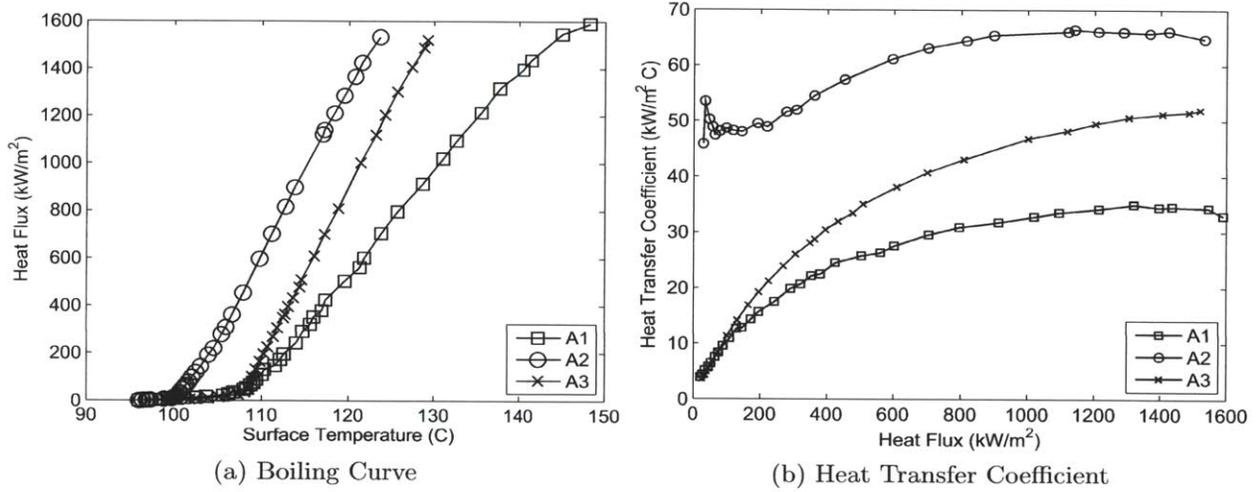 1600
1400
1200
1000
800
600
400
200
0
Heat Flux (kW/m²)
A1
A2
A3
90 100 110 120 130 140 150
Surface Temperature (C)
(a) Boiling Curve
70
60
50
40
30
20
10
0
Heat Transfer Coefficient (kW/m² C)
A1
A2
A3
0 200 400 600 800 1000 1200 1400 1600
Heat Flux (kW/m²)
(b) Heat Transfer Coefficient